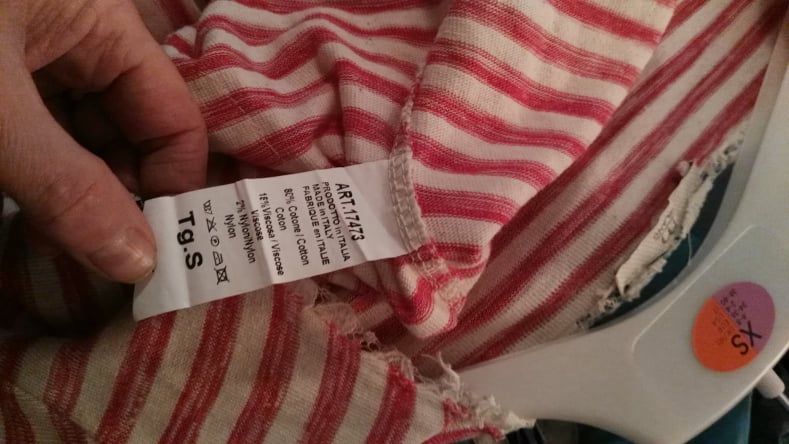 ART.17473
PRODOTTO in ITALIA
MADE in ITALY
FABRIQUE en ITALIE
80% Cotone / Cotton
Coton
18% Viscosa / Viscose
Viscose
2% Nylon/Nylon
Nylon
Tg.S
XS